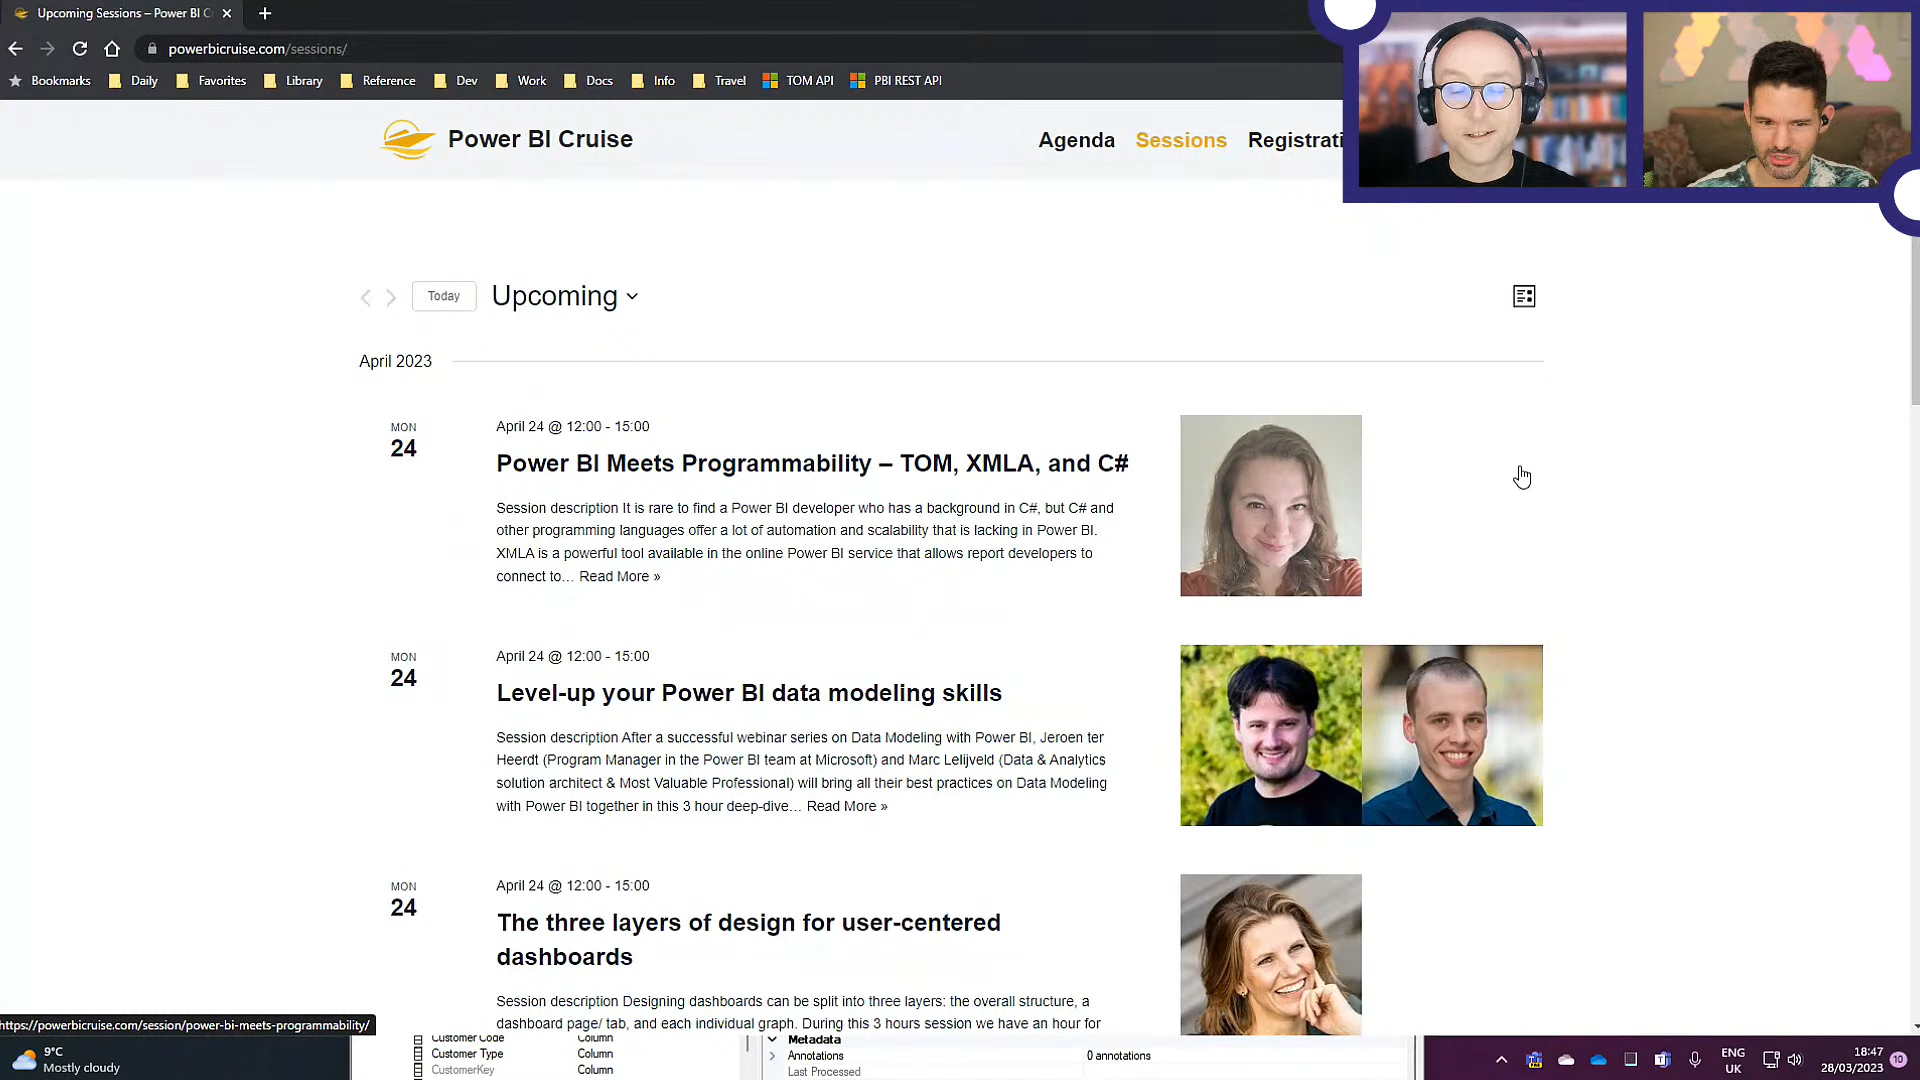 Upcoming Sessions – Power BI C
powerbicruise.com/sessions/
Bookmarks Daily Favorites Library Reference Dev Work Docs Info Travel TOM API PBI REST API
Power BI Cruise
Agenda Sessions Registrati
Today Upcoming
April 2023
MON
24
April 24 @ 12:00 - 15:00
Power BI Meets Programmability – TOM, XMLA, and C#
Session description It is rare to find a Power BI developer who has a background in C#, but C# and
other programming languages offer a lot of automation and scalability that is lacking in Power BI.
XMLA is a powerful tool available in the online Power BI service that allows report developers to
connect to… Read More »
MON
24
April 24 @ 12:00 - 15:00
Level-up your Power BI data modeling skills
Session description After a successful webinar series on Data Modeling with Power BI, Jeroen ter
Heerdt (Program Manager in the Power BI team at Microsoft) and Marc Lelijveld (Data & Analytics
solution architect & Most Valuable Professional) will bring all their best practices on Data Modeling
with Power BI together in this 3 hour deep-dive… Read More »
MON
24
April 24 @ 12:00 - 15:00
The three layers of design for user-centered
dashboards
Session description Designing dashboards can be split into three layers: the overall structure, a
dashboard page/ tab, and each individual graph. During this 3 hours session we have an hour for
https://powerbicruise.com/session/power-bi-meets-programmability/
Customer Code Column
Customer Type Column
CustomerKey Column
Metadata
Annotations 0 annotations
Last Processed
9°C
Mostly cloudy
ENG
UK
18:47
28/03/2023
10